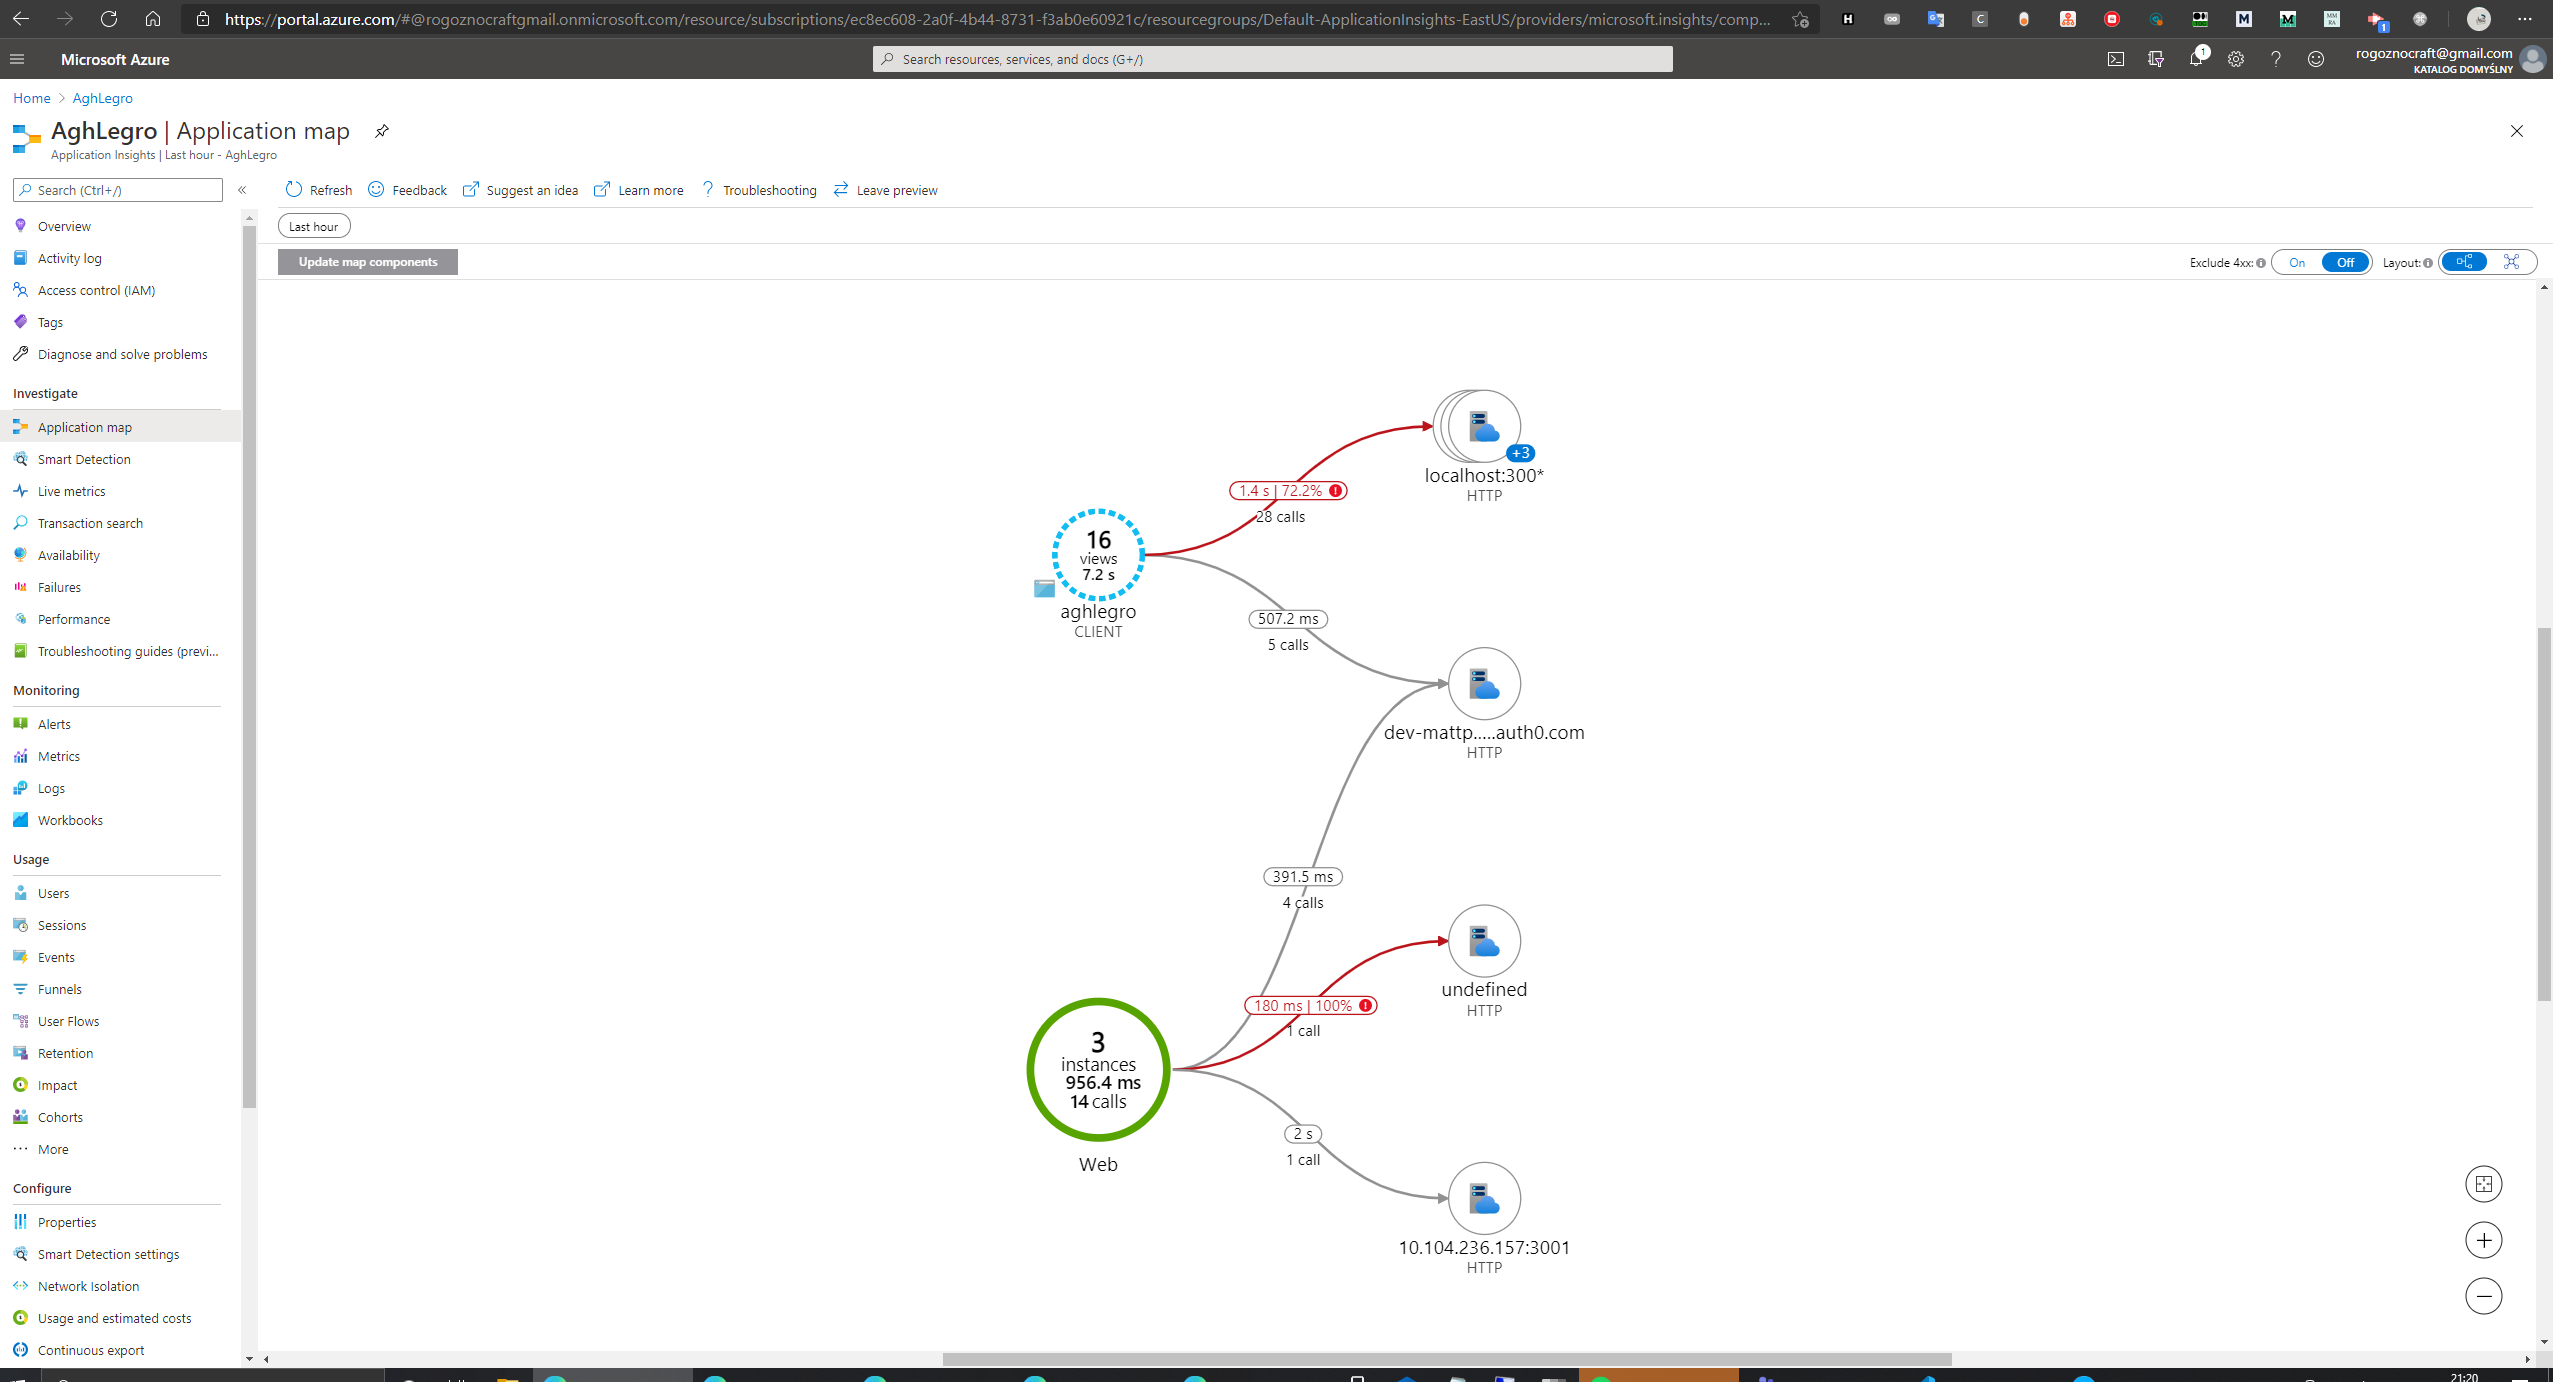 https://portal.azure.com/#@rogoznocraftgmail.onmicrosoft.com/resource/subscriptions/ec8ec608-2a0f-4b44-8731-f3ab0e60921c/resourcegroups/Default-ApplicationInsights-EastUS/providers/microsoft.insights/comp...
Microsoft Azure
Search resources, services, and docs (G+/)
1
rogoznocraft@gmail.com
KATALOG DOMYŚLNY
Home > AghLegro
AghLegro | Application map
Application Insights | Last hour - AghLegro
Search (Ctrl+/)
«
Refresh
Feedback
Suggest an idea
Learn more
Troubleshooting
Leave preview
Last hour
Update map components
Exclude 4xx:
On
Off
Layout:
Overview
Activity log
Access control (IAM)
Tags
Diagnose and solve problems
Investigate
Application map
Smart Detection
Live metrics
Transaction search
Availability
Failures
Performance
Troubleshooting guides (previ...
Monitoring
Alerts
Metrics
Logs
Workbooks
Usage
Users
Sessions
Events
Funnels
User Flows
Retention
Impact
Cohorts
More
Configure
Properties
Smart Detection settings
Network Isolation
Usage and estimated costs
Continuous export
+3
localhost:300*
HTTP
1.4 s | 72.2%
28 calls
16
views
7.2 s
aghlegro
CLIENT
507.2 ms
5 calls
dev-mattp.....auth0.com
HTTP
391.5 ms
4 calls
undefined
HTTP
180 ms | 100%
1 call
3
instances
956.4 ms
14 calls
Web
2 s
1 call
10.104.236.157:3001
HTTP
21:20